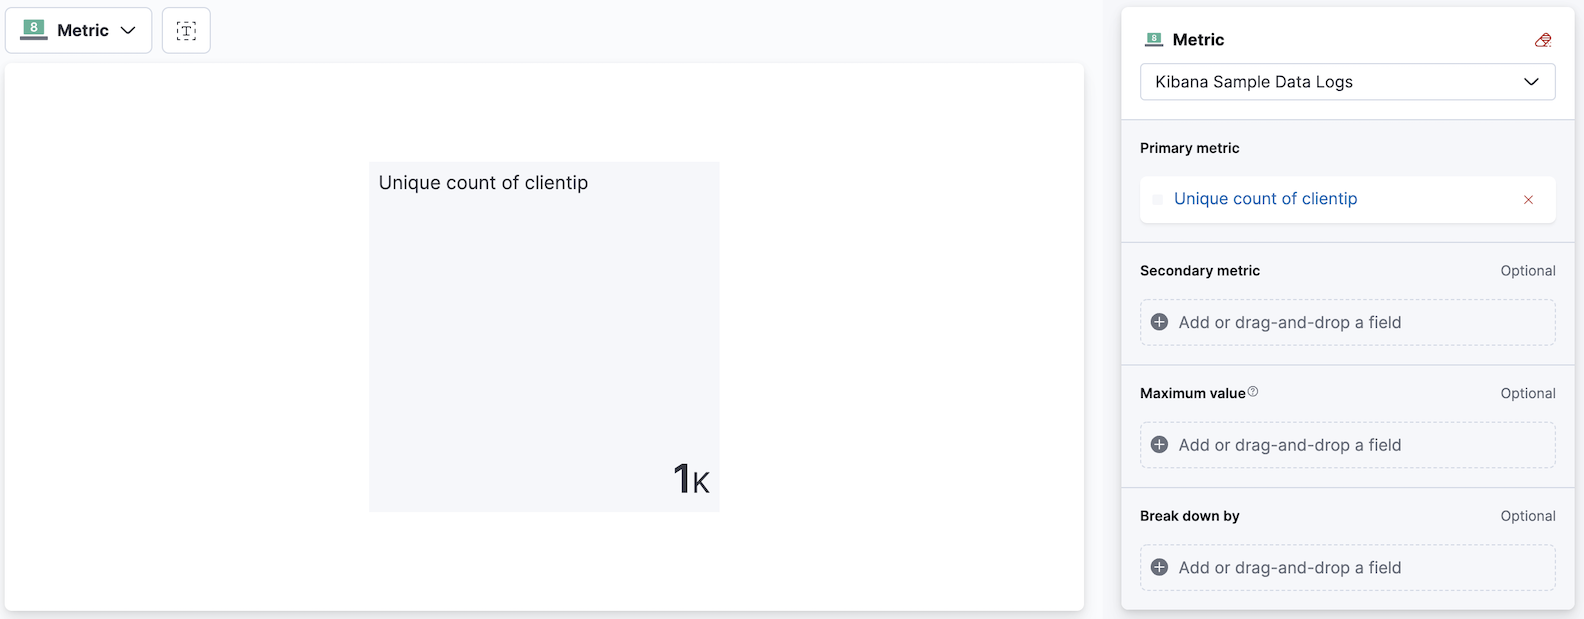 8 Metric
T
Unique count of clientip
1K
8 Metric
Kibana Sample Data Logs
Primary metric
Unique count of clientip
Secondary metric Optional
Add or drag-and-drop a field
Maximum value? Optional
Add or drag-and-drop a field
Break down by Optional
Add or drag-and-drop a field